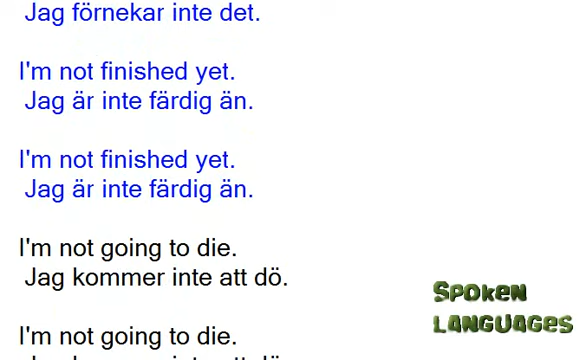 Jag förnekar inte det.
I'm not finished yet.
Jag är inte färdig än.
I'm not finished yet.
Jag är inte färdig än.
I'm not going to die.
Jag kommer inte att dö.
I'm not going to die.
SPOKEN
LANGUAGES